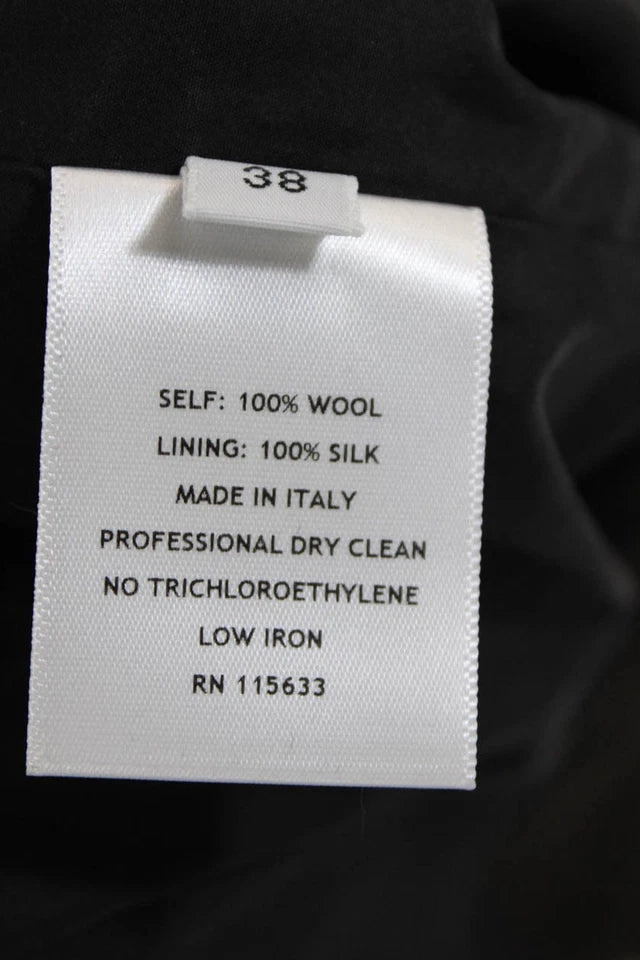 38
SELF: 100% WOOL
LINING: 100% SILK
MADE IN ITALY
PROFESSIONAL DRY CLEAN
NO TRICHLOROETHYLENE
LOW IRON
RN 115633